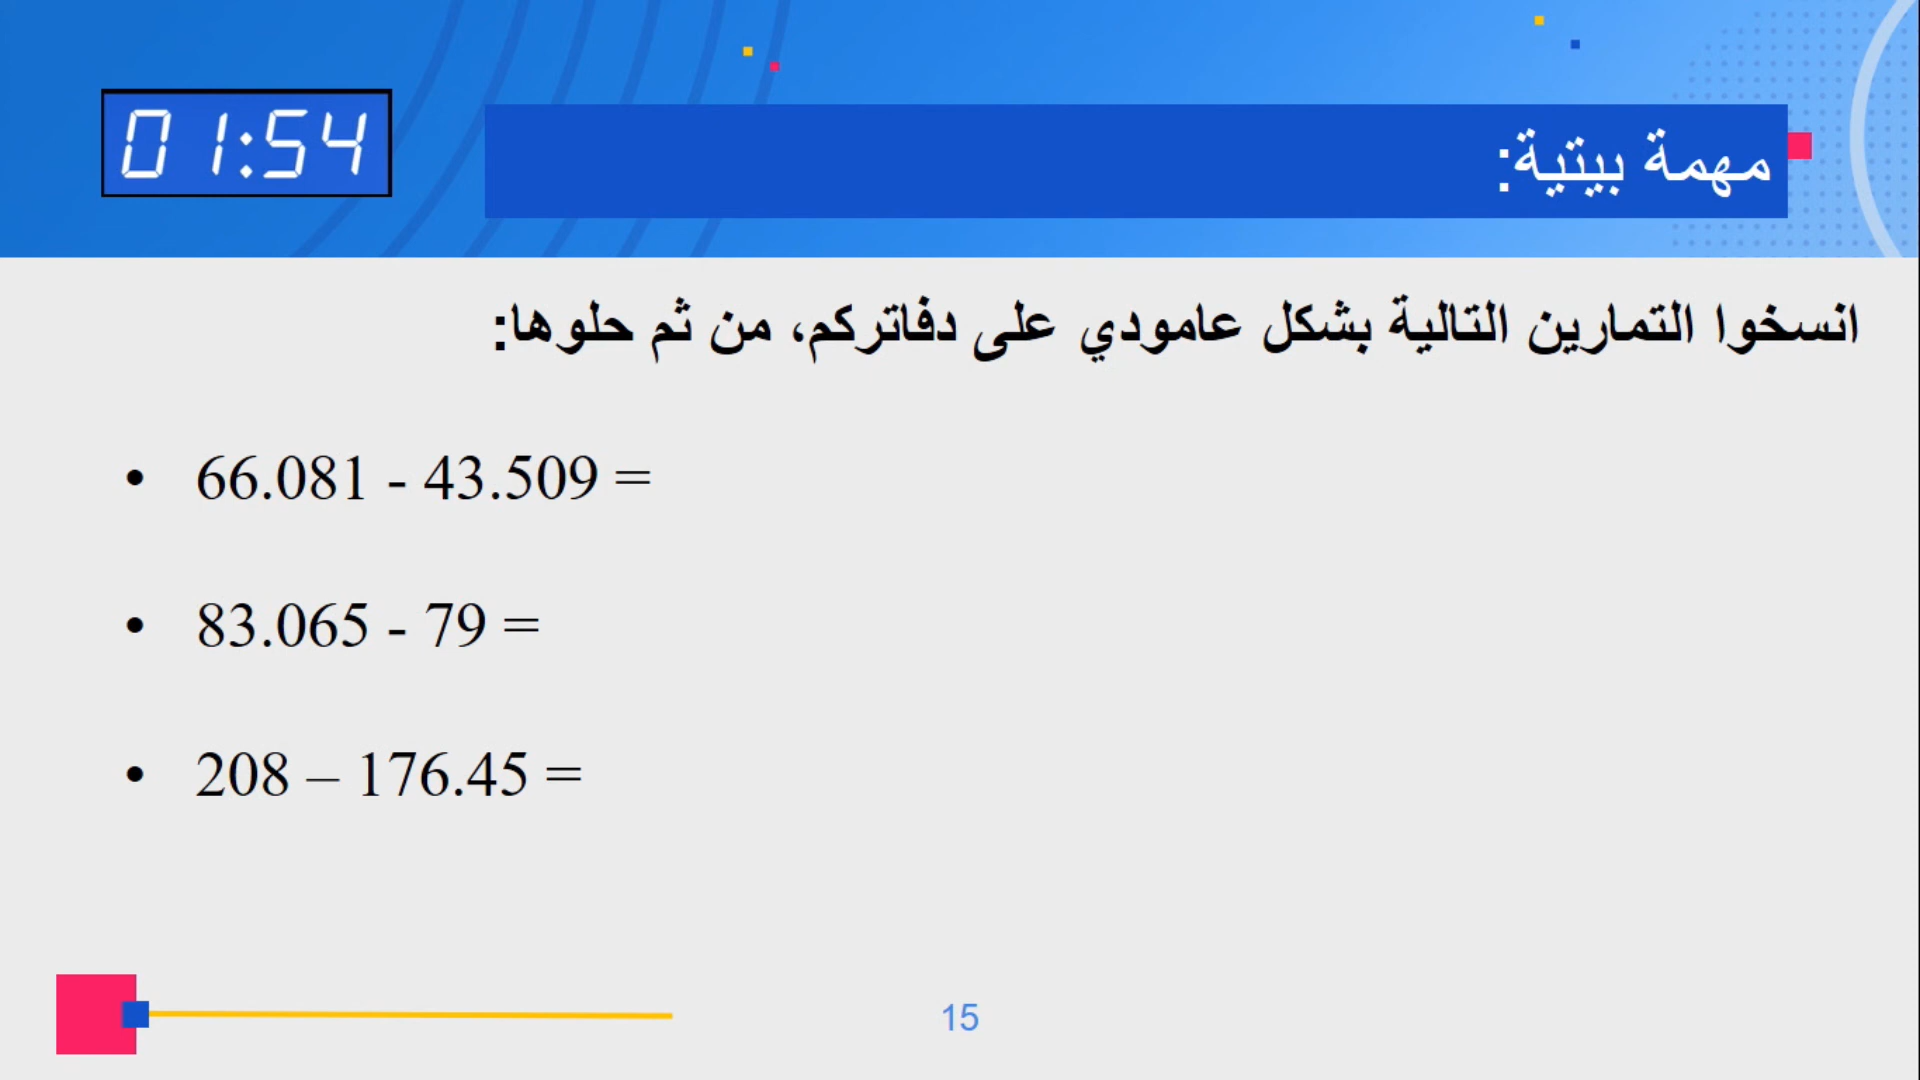 01:54
مهمة بيتية:
انسخوا التمارين التالية بشكل عامودي على دفاتركم، من ثم حلوها:
• 66.081 - 43.509 =
• 83.065 - 79 =
• 208 – 176.45 =
15